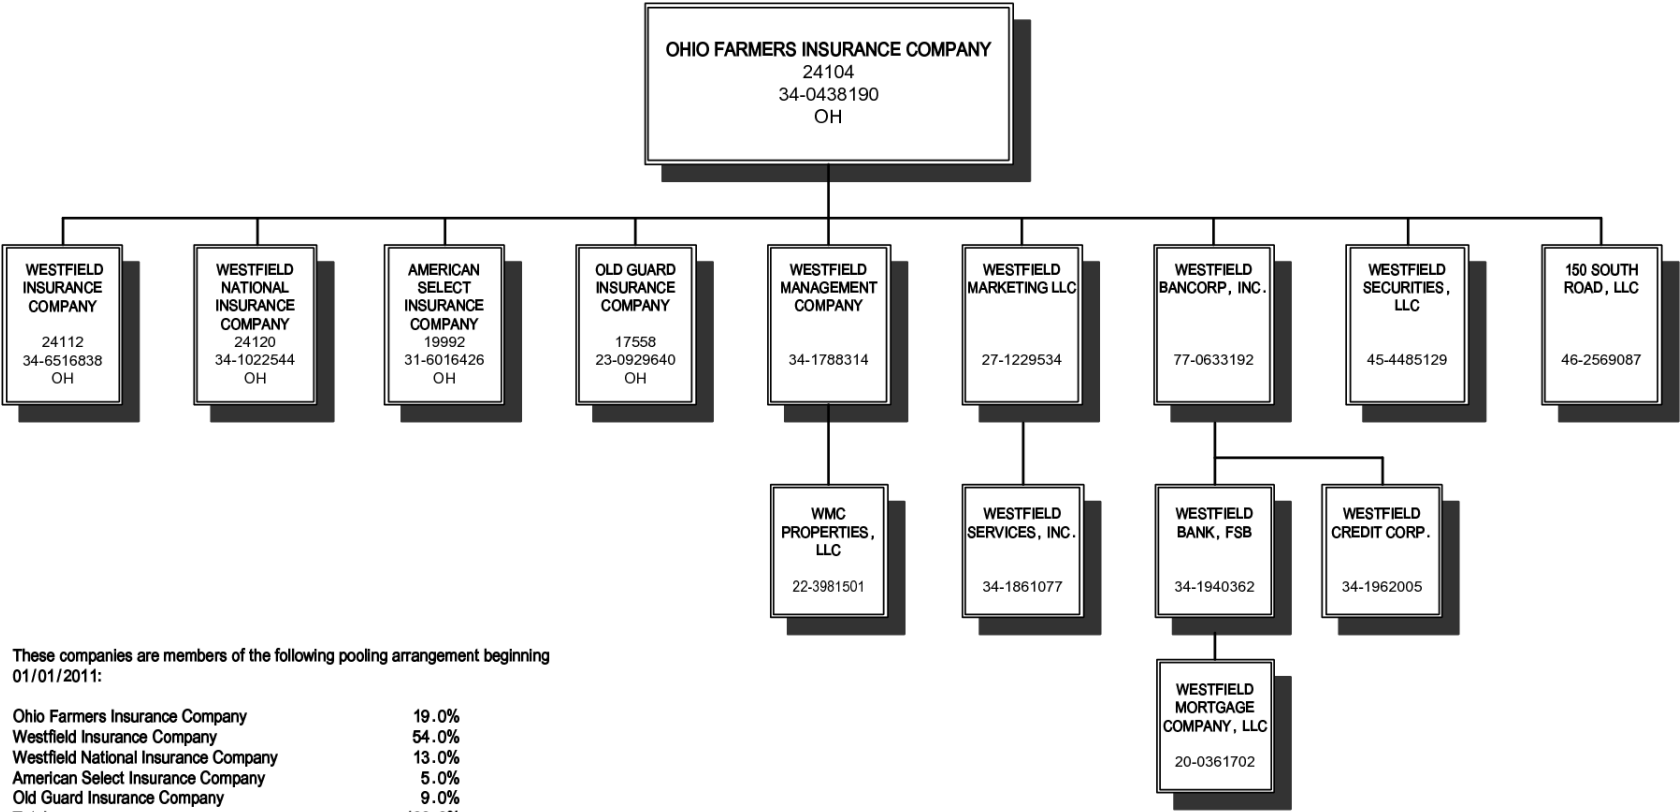 OHIO FARMERS INSURANCE COMPANY
24104
34-0438190
OH
WESTFIELD
INSURANCE
COMPANY
24112
34-6516838
OH
WESTFIELD
NATIONAL
INSURANCE
COMPANY
24120
34-1022544
OH
AMERICAN
SELECT
INSURANCE
COMPANY
19992
31-6016426
OH
OLD GUARD
INSURANCE
COMPANY
17558
23-0929640
OH
WESTFIELD
MANAGEMENT
COMPANY
34-1788314
WESTFIELD
MARKETING LLC
27-1229534
WESTFIELD
BANCORP, INC.
77-0633192
WESTFIELD
SECURITIES,
LLC
45-4485129
150 SOUTH
ROAD, LLC
46-2569087
WMC
PROPERTIES,
LLC
22-3981501
WESTFIELD
SERVICES, INC.
34-1861077
WESTFIELD
BANK, FSB
34-1940362
WESTFIELD
CREDIT CORP.
34-1962005
WESTFIELD
MORTGAGE
COMPANY, LLC
20-0361702
These companies are members of the following pooling arrangement beginning
01/01/2011:
Ohio Farmers Insurance Company 19.0%
Westfield Insurance Company 54.0%
Westfield National Insurance Company 13.0%
American Select Insurance Company 5.0%
Old Guard Insurance Company 9.0%